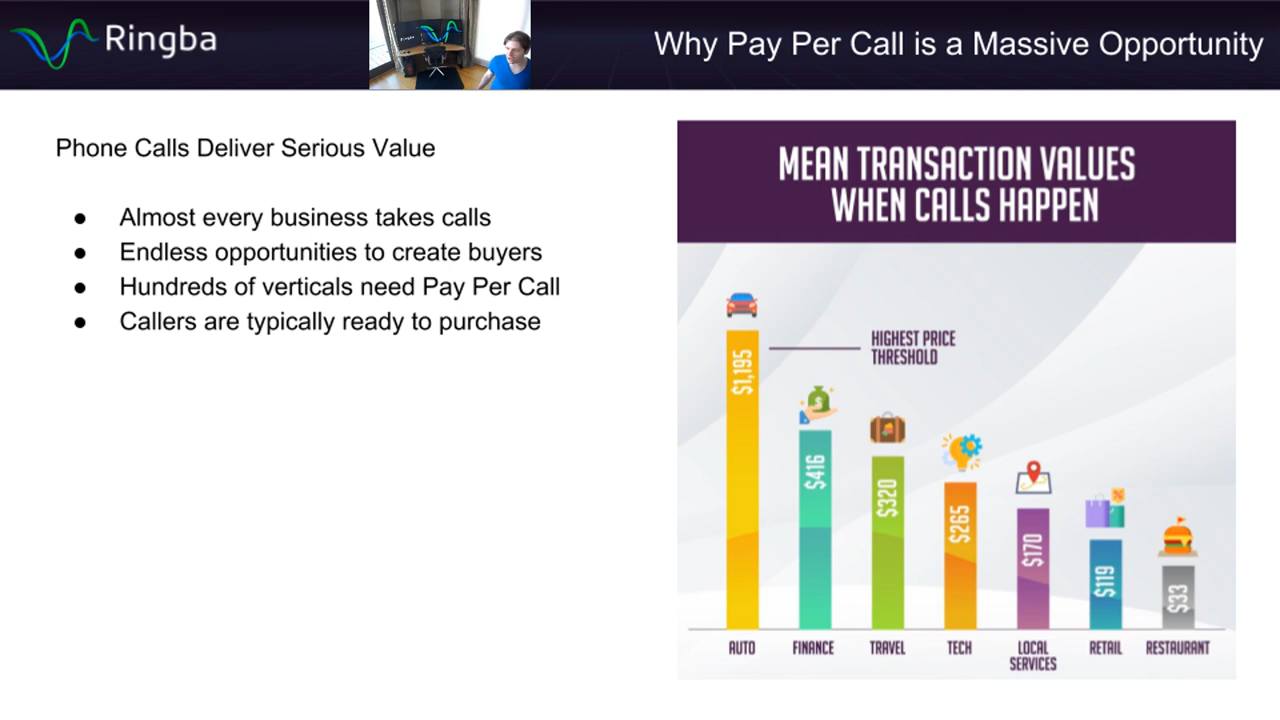 Ringba
Why Pay Per Call is a Massive Opportunity
Phone Calls Deliver Serious Value
● Almost every business takes calls
● Endless opportunities to create buyers
● Hundreds of verticals need Pay Per Call
● Callers are typically ready to purchase
MEAN TRANSACTION VALUES
WHEN CALLS HAPPEN
HIGHEST PRICE
THRESHOLD
$1,195
$416
$320
$265
$170
$119
$33
AUTO
FINANCE
TRAVEL
TECH
LOCAL
SERVICES
RETAIL
RESTAURANT